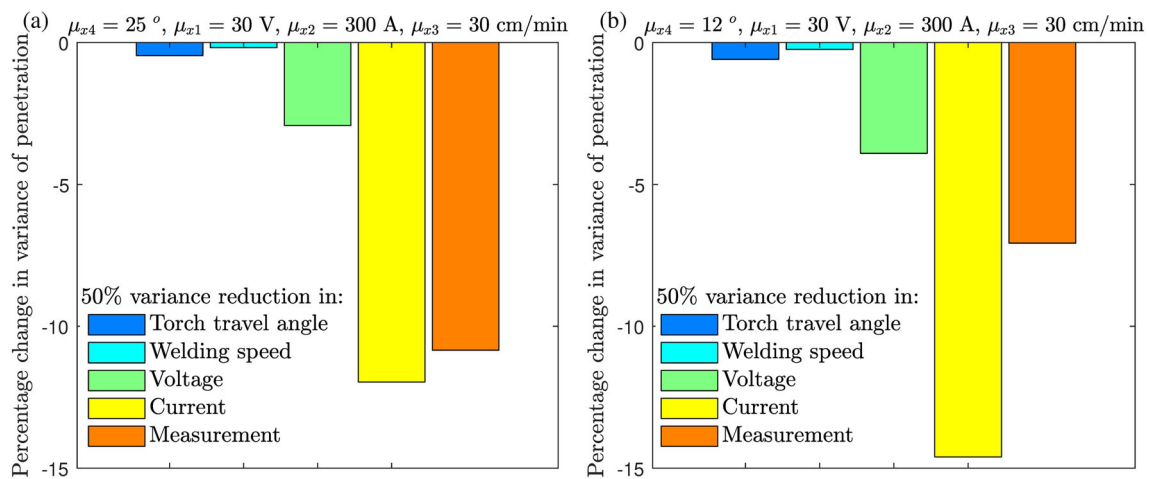 (a) μx4 = 25 °, μx1 = 30 V, μx2 = 300 A, μx3 = 30 cm/min
Percentage change in variance of penetration
0
-5
-10
-15
50% variance reduction in:
Torch travel angle
Welding speed
Voltage
Current
Measurement
(b) μx4 = 12 °, μx1 = 30 V, μx2 = 300 A, μx3 = 30 cm/min
Percentage change in variance of penetration
0
-5
-10
-15
50% variance reduction in:
Torch travel angle
Welding speed
Voltage
Current
Measurement